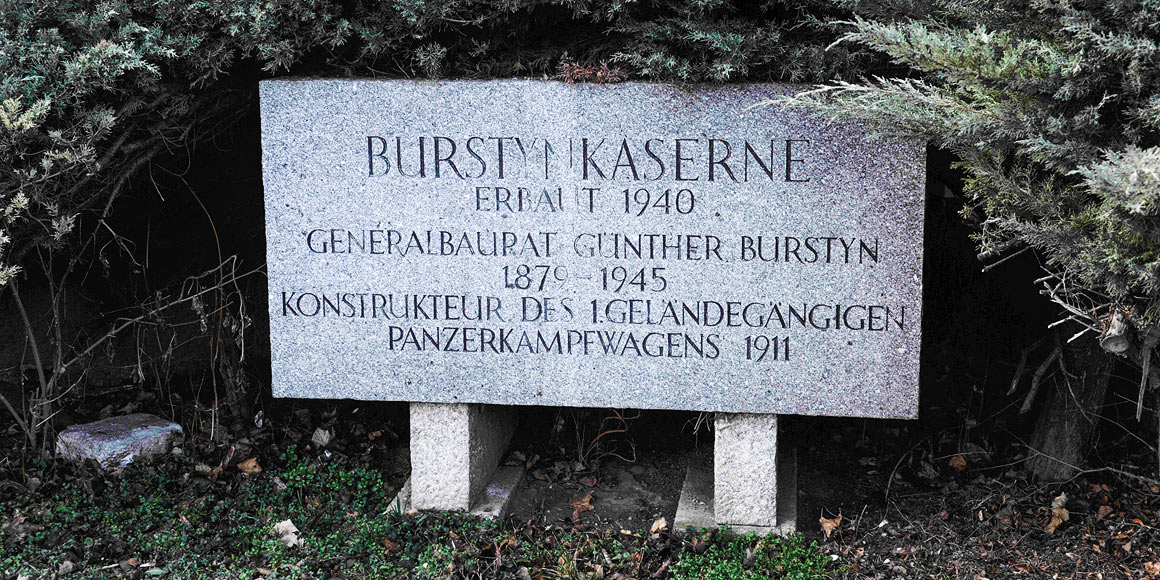 BURSTYNKASERNE
ERBAUT 1940
GENERALBAURAT GÜNTHER BURSTYN
1879-1945
KONSTRUKTEUR DES 1.GELÄNDEGÄNGIGEN
PANZERKAMPFWAGENS 1911